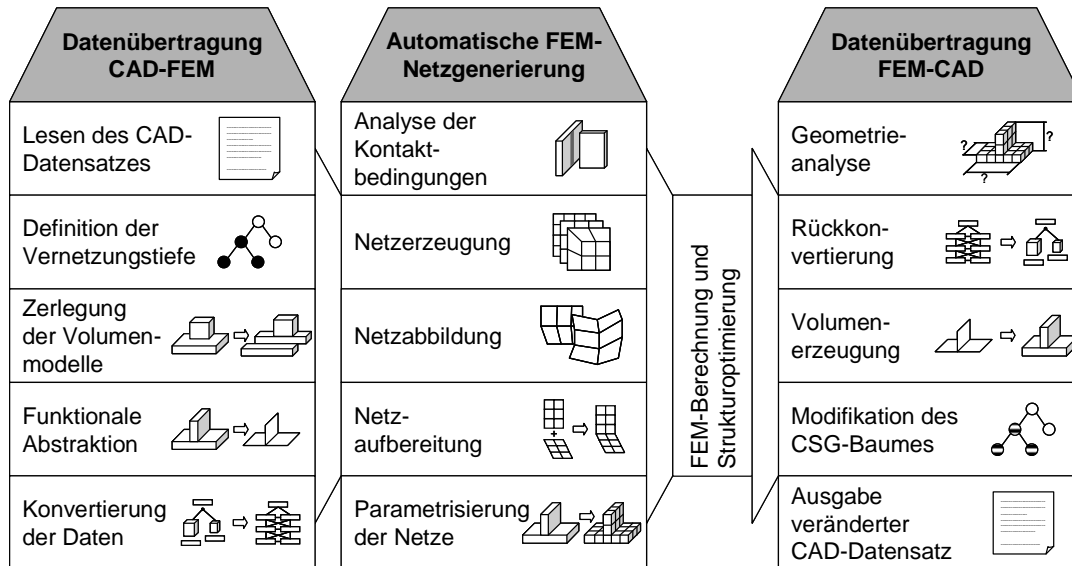 Datenübertragung
CAD-FEM
Lesen des CAD-
Datensatzes
Definition der
Vernetzungstiefe
Zerlegung
der Volumen-
modelle
Funktionale
Abstraktion
Konvertierung
der Daten
Automatische FEM-
Netzgenerierung
Analyse der
Kontakt-
bedingungen
Netzerzeugung
Netzabbildung
Netz-
aufbereitung
+
Parametrisierung
der Netze
FEM-Berechnung und
Strukturoptimierung
Datenübertragung
FEM-CAD
Geometrie-
analyse
?
?
?
Rückkon-
vertierung
Volumen-
erzeugung
Modifikation des
CSG-Baumes
Ausgabe
veränderter
CAD-Datensatz